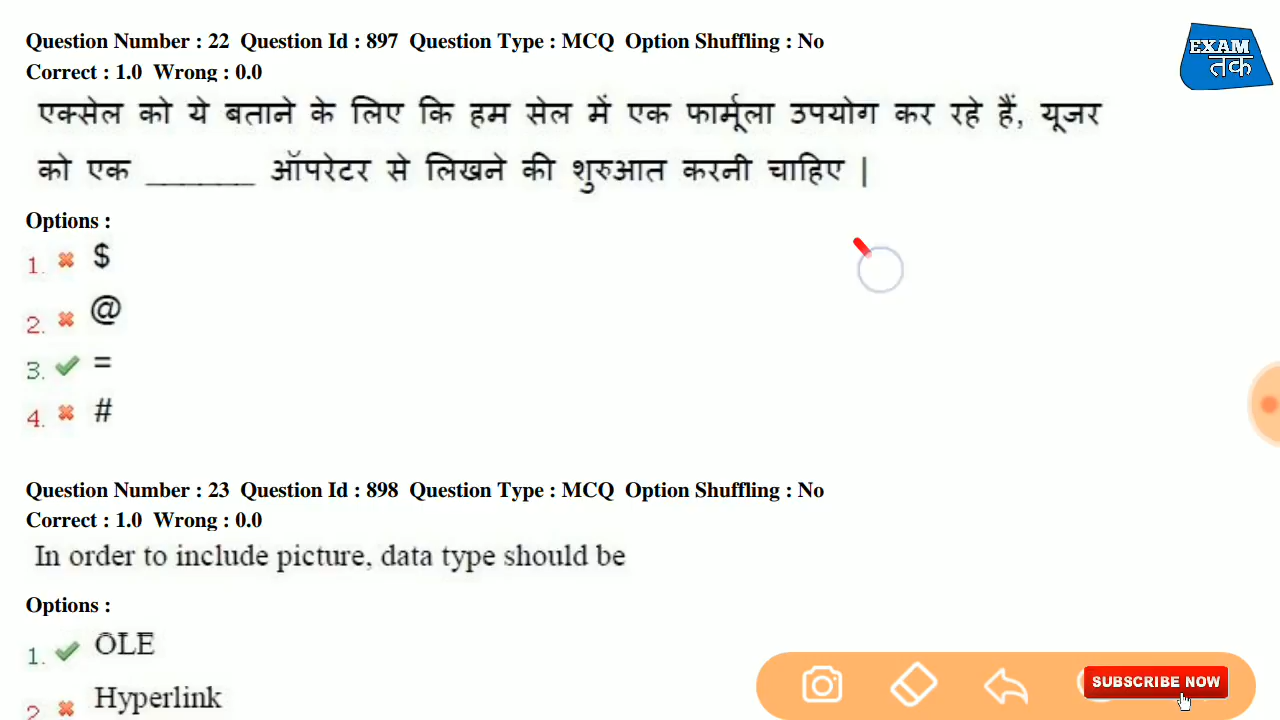 Question Number : 22 Question Id : 897 Question Type : MCQ Option Shuffling : No
EXAM
तक
Correct : 1.0 Wrong : 0.0
एक्सेल को ये बताने के लिए कि हम सेल में एक फार्मूला उपयोग कर रहे हैं, यूजर
को एक ______ ऑपरेटर से लिखने की शुरुआत करनी चाहिए |
Options :
1. $
2. @
3. =
4. #
Question Number : 23 Question Id : 898 Question Type : MCQ Option Shuffling : No
Correct : 1.0 Wrong : 0.0
In order to include picture, data type should be
Options :
1. OLE
2. Hyperlink
SUBSCRIBE NOW